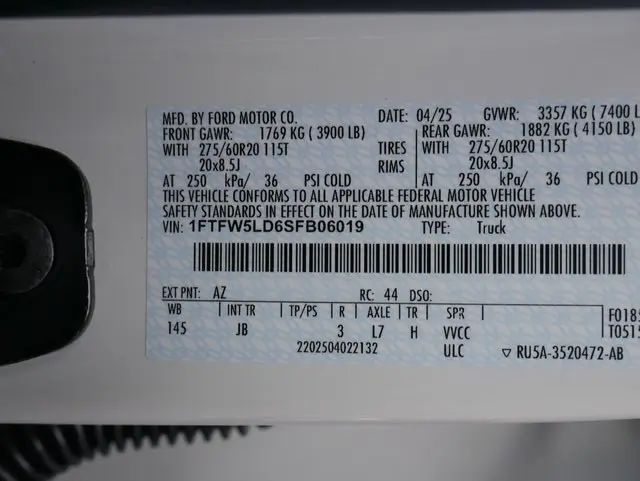 MFD. BY FORD MOTOR CO. DATE: 04/25 GVWR: 3357 KG ( 7400 L
FRONT GAWR: 1769 KG ( 3900 LB) REAR GAWR: 1882 KG ( 4150 LB)
WITH 275/60R20 115T TIRES WITH 275/60R20 115T
20x8.5J RIMS 20x8.5J
AT 250 kPa/ 36 PSI COLD AT 250 kPa/ 36 PSI COLD
THIS VEHICLE CONFORMS TO ALL APPLICABLE FEDERAL MOTOR VEHICLE
SAFETY STANDARDS IN EFFECT ON THE DATE OF MANUFACTURE SHOWN ABOVE.
VIN: 1FTFW5LD6SFB06019 TYPE: Truck
EXT PNT: AZ RC: 44 DSO:
WB INT TR TP/PS R AXLE TR SPR F018
145 JB 3 L7 H VVCC T0515
2202504022132 ULC ▽ RU5A-3520472-AB